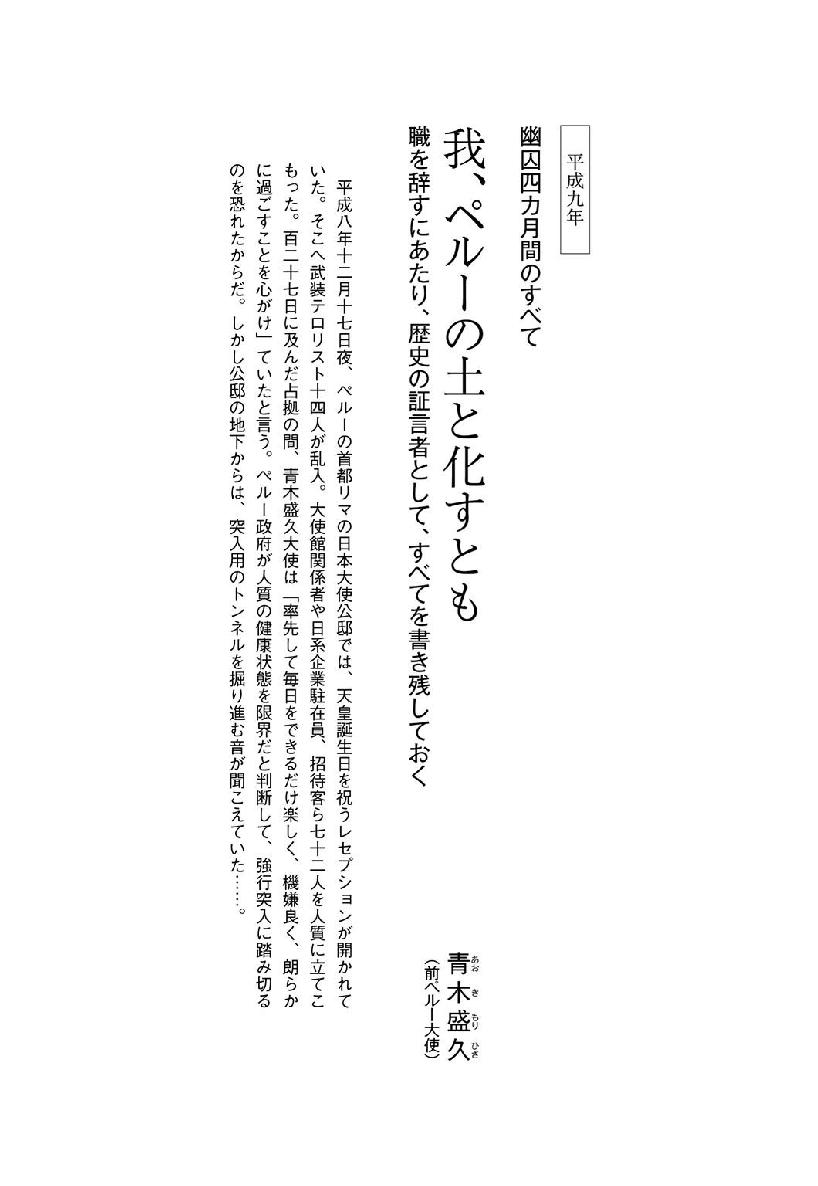 平成九年
幽囚四カ月間のすべて
我、ペルーの土と化すとも
職を辞すにあたり、歴史の証言者として、すべてを書き残しておく
青木盛久
あおきもりひさ
（前ペルー大使）
平成八年十二月十七日夜、ペルーの首都リマの日本大使公邸では、天皇誕生日を祝うレセプションが開かれて
いた。そこへ武装テロリスト十四人が乱入。大使館関係者や日系企業駐在員、招待客ら七十二人を人質に立てこ
もった。百二十七日に及んだ占拠の間、青木盛久大使は「率先して毎日をできるだけ楽しく、機嫌良く、朗らか
に過ごすことを心がけ」ていたと言う。ペルー政府が人質の健康状態を限界だと判断して、強行突入に踏み切る
のを恐れたからだ。しかし公邸の地下からは、突入用のトンネルを掘り進む音が聞こえていた……。